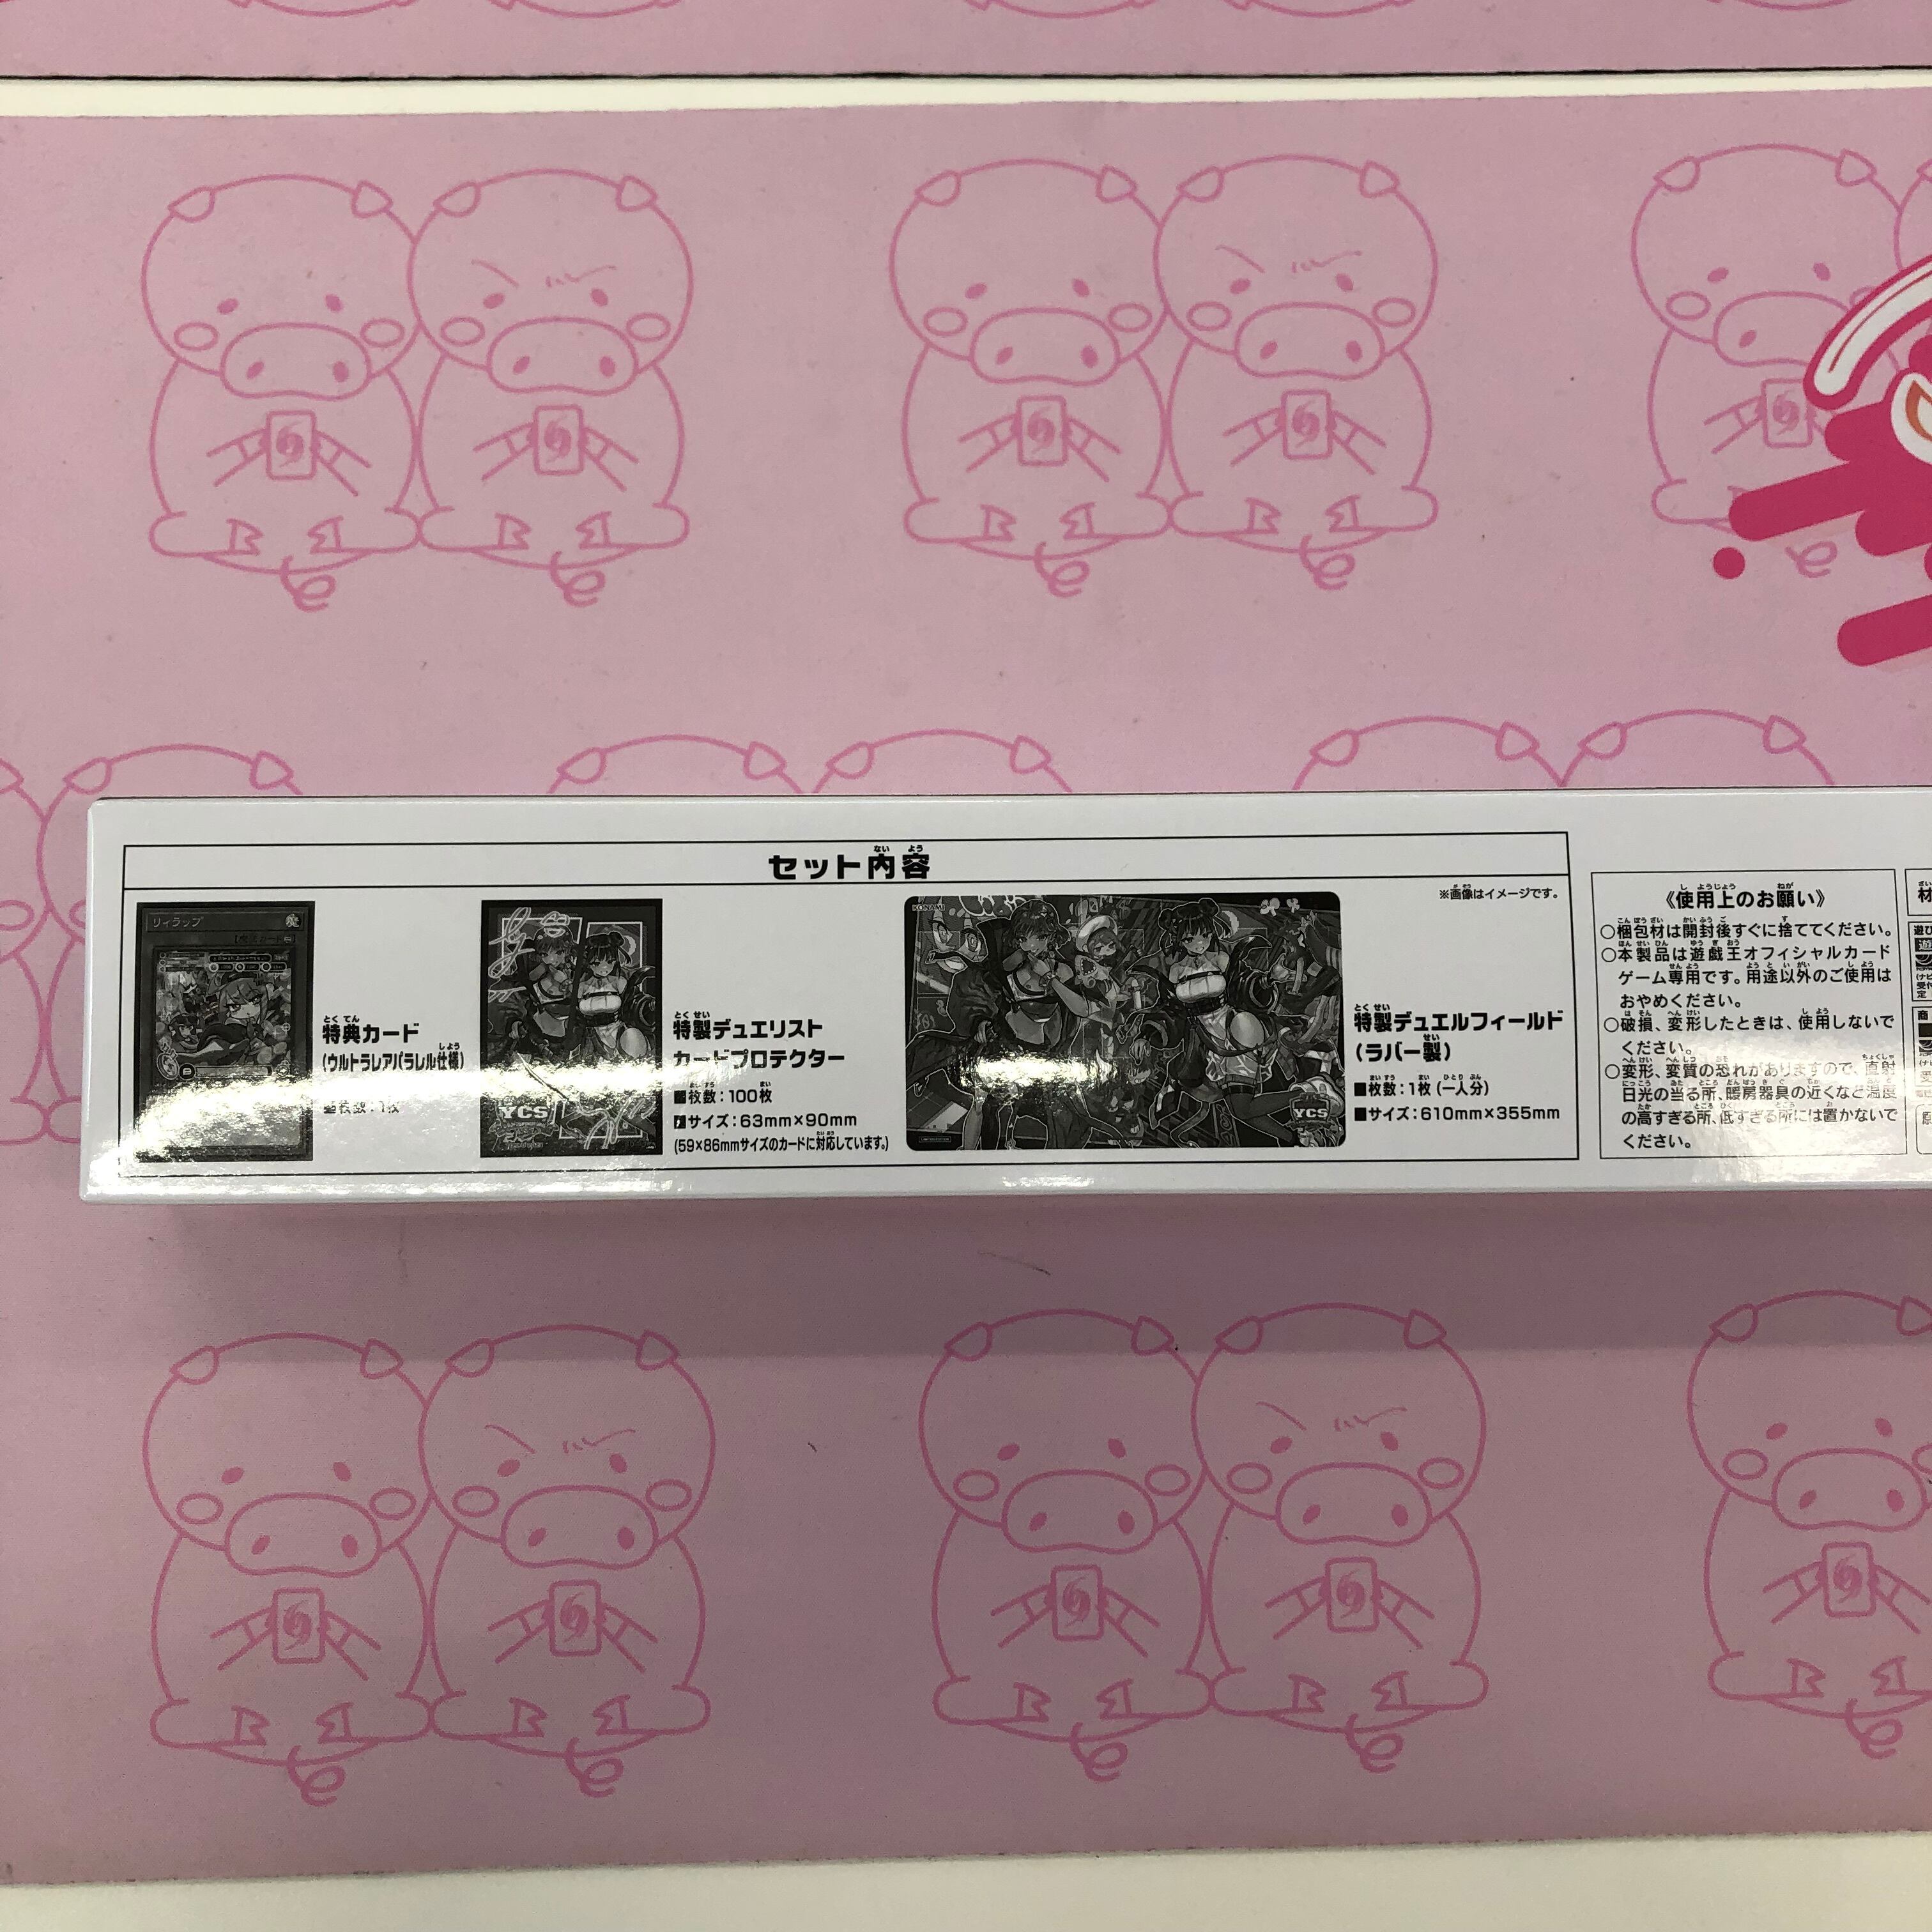 セット内容
※画像はイメージです。
リィラップ
特典カード
(ウルトラレアパラレル仕様)
■枚数：1枚
YCS
特製デュエリスト
カードプロテクター
■枚数：100枚
■サイズ：63mm×90mm
(59×86mmサイズのカードに対応しています。)
KONAMI
YCS
特製デュエルフィールド
(ラバー製)
■枚数：1枚(一人分)
■サイズ：610mm×355mm
《使用上のお願い》
○梱包材は開封後すぐに捨ててください。
○本製品は遊戯王オフィシャルカード
ゲーム専用です。用途以外のご使用は
おやめください。
○破損、変形したときは、使用しないで
ください。
○変形、変質の恐れがありますので、直射
日光の当る所、暖房器具の近くなど温度
の高すぎる所、低すぎる所には置かないで
ください。